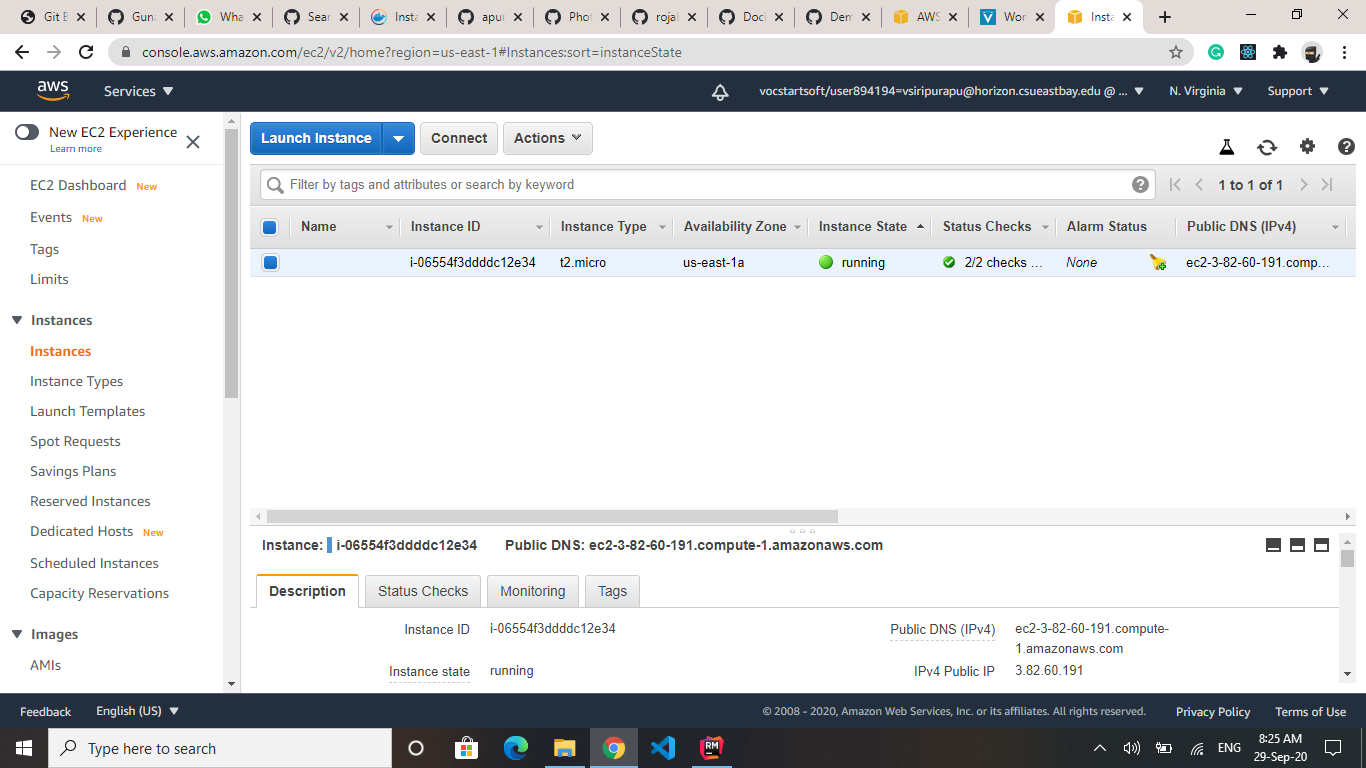 Git B Guna Wha Sear Insta apur Phot rojal Doc Dem AWS Wor Insta
console.aws.amazon.com/ec2/v2/home?region=us-east-1#Instances:sort=instanceState
aws Services vocstartsoft/user894194=vsiripurapu@horizon.csueastbay.edu @ ... N. Virginia Support
New EC2 Experience
Learn more
EC2 Dashboard New
Events New
Tags
Limits
Instances
Instances
Instance Types
Launch Templates
Spot Requests
Savings Plans
Reserved Instances
Dedicated Hosts New
Scheduled Instances
Capacity Reservations
Images
AMIs
Launch Instance Connect Actions
Filter by tags and attributes or search by keyword 1 to 1 of 1
Name Instance ID Instance Type Availability Zone Instance State Status Checks Alarm Status Public DNS (IPv4)
i-06554f3ddddc12e34 t2.micro us-east-1a running 2/2 checks ... None ec2-3-82-60-191.comp...
Instance: i-06554f3ddddc12e34 Public DNS: ec2-3-82-60-191.compute-1.amazonaws.com
Description Status Checks Monitoring Tags
Instance ID i-06554f3ddddc12e34 Public DNS (IPv4) ec2-3-82-60-191.compute-
1.amazonaws.com
Instance state running IPv4 Public IP 3.82.60.191
Feedback English (US) © 2008 - 2020, Amazon Web Services, Inc. or its affiliates. All rights reserved. Privacy Policy Terms of Use
Type here to search RM ENG 8:25 AM
29-Sep-20